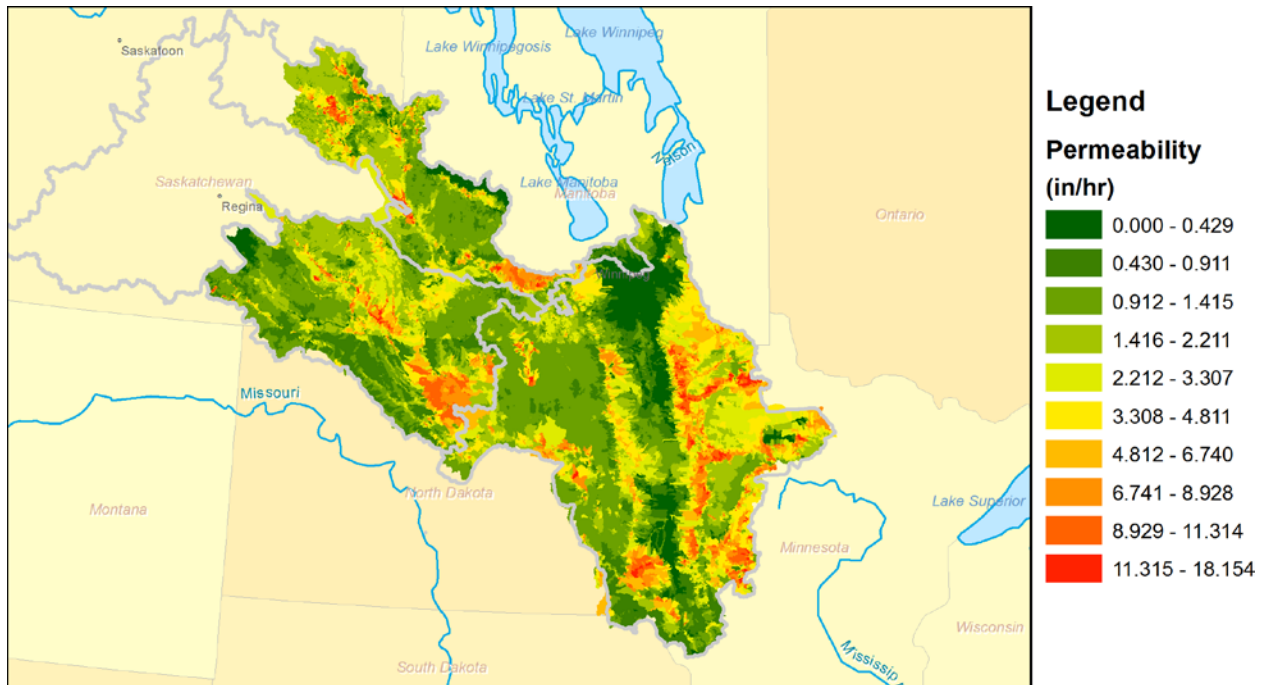 Saskatoon
Lake Winnipegosis
Lake Winnipeg
Lake St. Martin
Nelson
Saskatchewan
Regina
Lake Manitoba
Manitoba
Ontario
Winnipeg
Missouri
North Dakota
Montana
Lake Superior
Minnesota
Wisconsin
South Dakota
Mississip
Legend
Permeability
(in/hr)
0.000 - 0.429
0.430 - 0.911
0.912 - 1.415
1.416 - 2.211
2.212 - 3.307
3.308 - 4.811
4.812 - 6.740
6.741 - 8.928
8.929 - 11.314
11.315 - 18.154